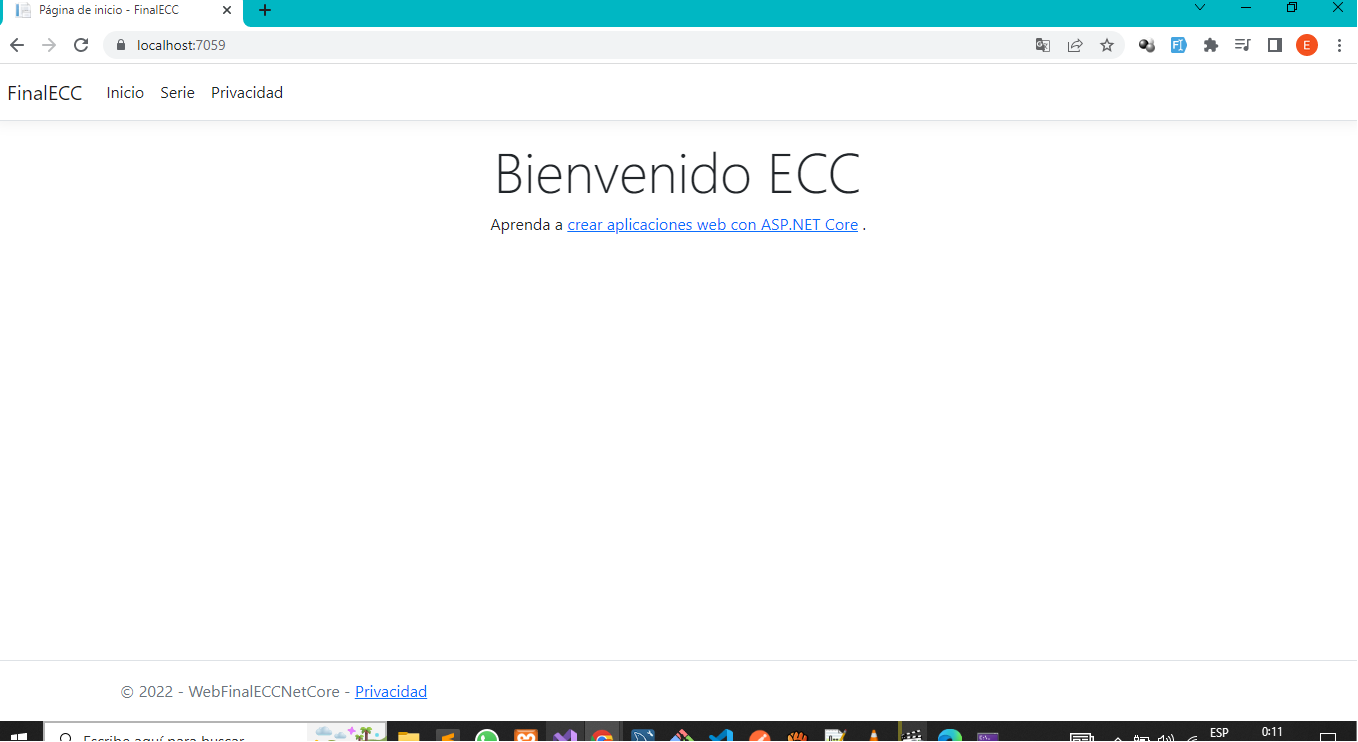 Página de inicio - FinalECC
localhost:7059
E
FinalECC Inicio Serie Privacidad
Bienvenido ECC
Aprenda a crear aplicaciones web con ASP.NET Core .
© 2022 - WebFinalECCNetCore - Privacidad
Escribe aquí para buscar
ESP
0:11